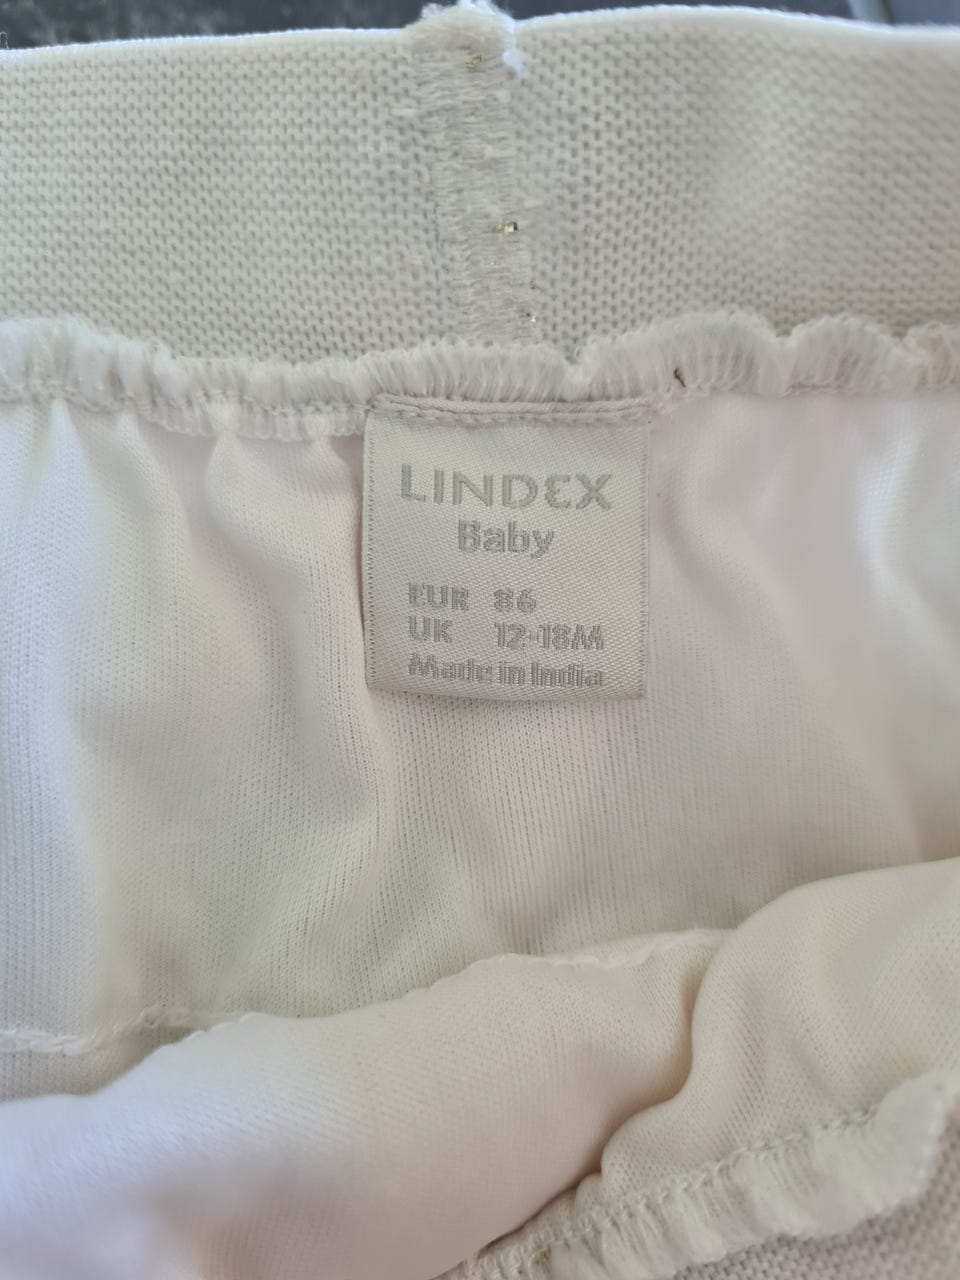 LINDEX
Baby
EUR 86
UK 12-18M
Made in India